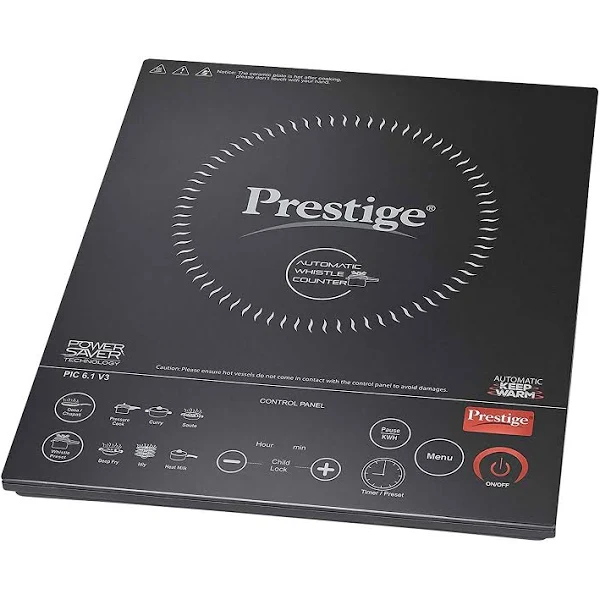 Notice: The ceramic plate is hot after cooking,
please don't touch with your hand.
Prestige®
AUTOMATIC
WHISTLE
COUNTER
POWER
SAVER
TECHNOLOGY
PIC 6.1 V3
Caution: Please ensure hot vessels do not come in contact with the control panel to avoid damages.
AUTOMATIC
KEEP
WARM
CONTROL PANEL
Prestige
Dosa /
Chapati
Pressure
Cook
Curry
Saute
Whistle
Preset
Deep Fry
Idly
Heat Milk
Hour
min
Child
Lock
Pause
KWH
Timer / Preset
Menu
ON/OFF